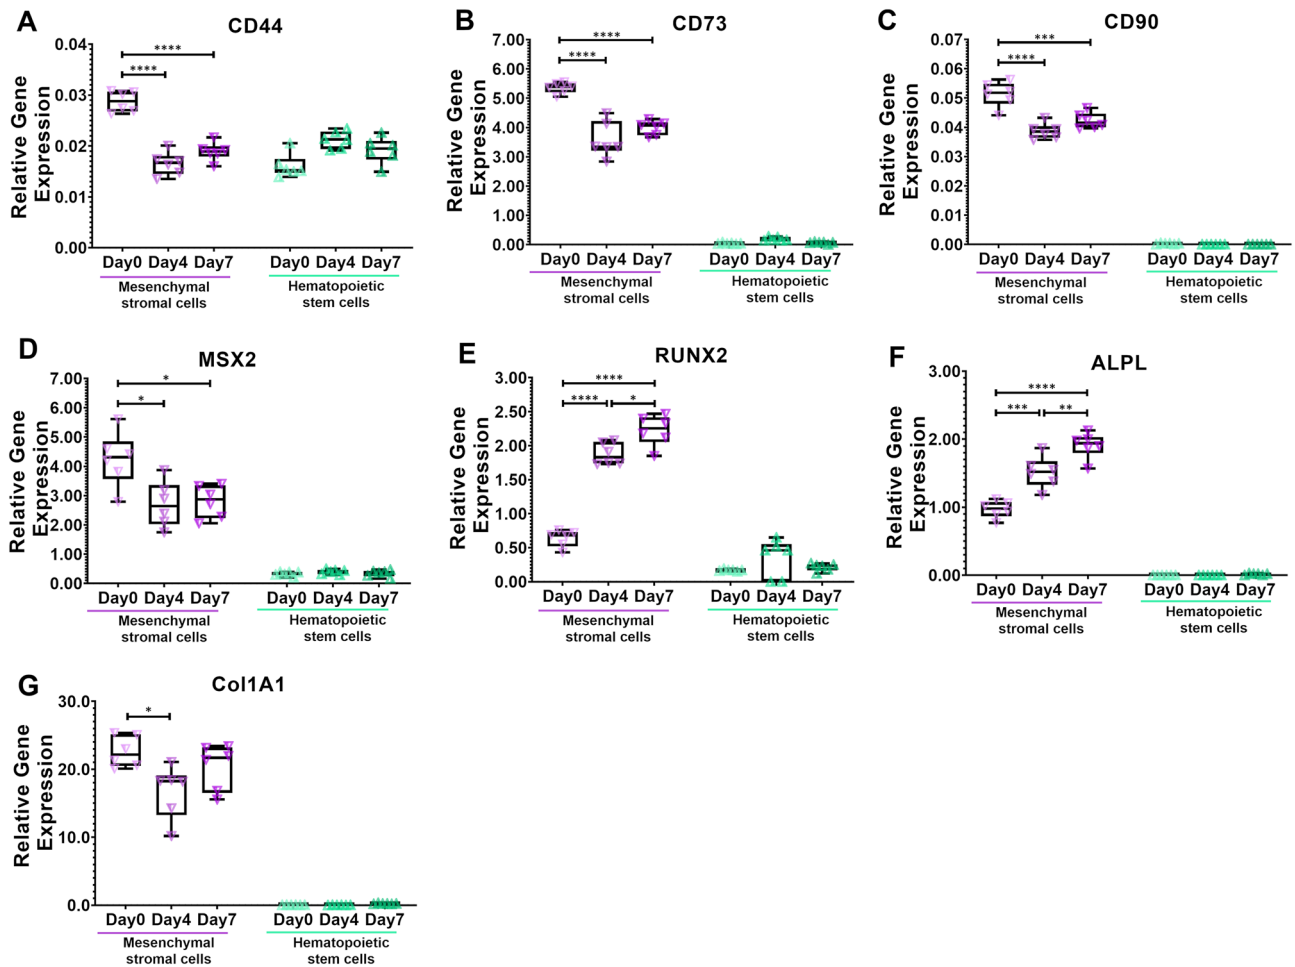 A
CD44
Relative Gene
Expression
0.04
0.03
0.02
0.01
0.00
****
****
Day0 Day4 Day7
Day0 Day4 Day7
Mesenchymal
stromal cells
Hematopoietic
stem cells
B
CD73
Relative Gene
Expression
7.00
6.00
5.00
4.00
3.00
2.00
1.00
0.00
****
****
Day0 Day4 Day7
Day0 Day4 Day7
Mesenchymal
stromal cells
Hematopoietic
stem cells
C
CD90
Relative Gene
Expression
0.07
0.06
0.05
0.04
0.03
0.02
0.01
0.00
***
****
Day0 Day4 Day7
Day0 Day4 Day7
Mesenchymal
stromal cells
Hematopoietic
stem cells
D
MSX2
Relative Gene
Expression
7.00
6.00
5.00
4.00
3.00
2.00
1.00
0.00
*
*
Day0 Day4 Day7
Day0 Day4 Day7
Mesenchymal
stromal cells
Hematopoietic
stem cells
E
RUNX2
Relative Gene
Expression
3.00
2.50
2.00
1.50
1.00
0.50
0.00
****
**** *
Day0 Day4 Day7
Day0 Day4 Day7
Mesenchymal
stromal cells
Hematopoietic
stem cells
F
ALPL
Relative Gene
Expression
3.00
2.00
1.00
0.00
****
*** **
Day0 Day4 Day7
Day0 Day4 Day7
Mesenchymal
stromal cells
Hematopoietic
stem cells
G
Col1A1
Relative Gene
Expression
30.0
20.0
10.0
0.0
*
Day0 Day4 Day7
Day0 Day4 Day7
Mesenchymal
stromal cells
Hematopoietic
stem cells